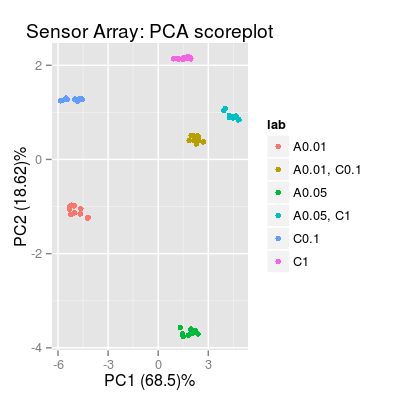 Sensor Array: PCA scoreplot
PC2 (18.62)%
2
0
-2
-4
-6
-3
0
3
PC1 (68.5)%
lab
A0.01
A0.01, C0.1
A0.05
A0.05, C1
C0.1
C1